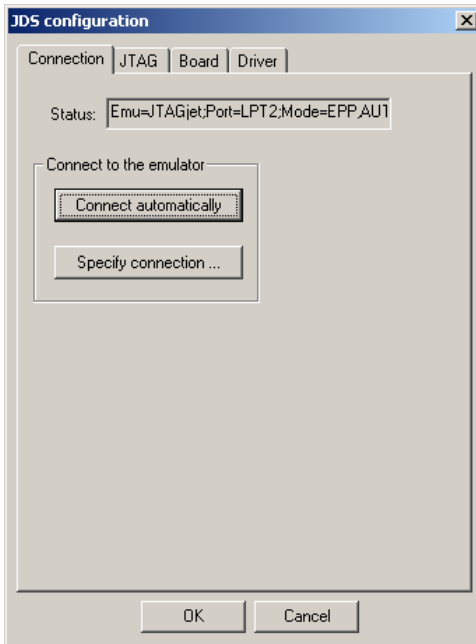 JDS configuration
Connection JTAG Board Driver
Status: Emu=JTAGjet;Port=LPT2;Mode=EPP,AUT
Connect to the emulator
Connect automatically
Specify connection ...
OK Cancel